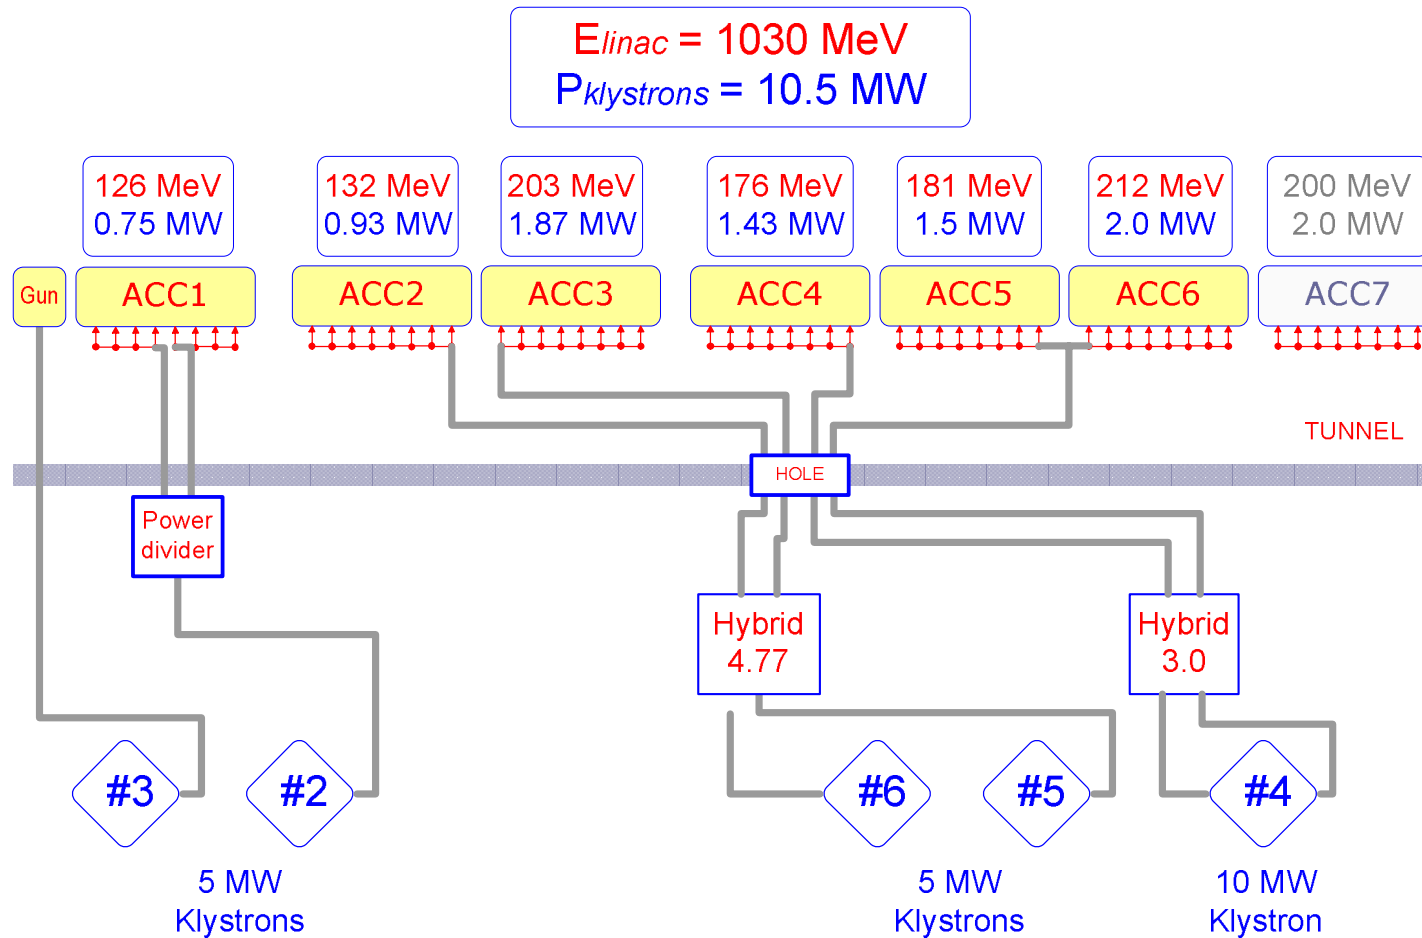 Elinac = 1030 MeV
Pklystrons = 10.5 MW
126 MeV
0.75 MW
132 MeV
0.93 MW
203 MeV
1.87 MW
176 MeV
1.43 MW
181 MeV
1.5 MW
212 MeV
2.0 MW
200 MeV
2.0 MW
Gun
ACC1
ACC2
ACC3
ACC4
ACC5
ACC6
ACC7
TUNNEL
HOLE
Power
divider
Hybrid
4.77
Hybrid
3.0
#3
#2
#6
#5
#4
5 MW
Klystrons
5 MW
Klystrons
10 MW
Klystron